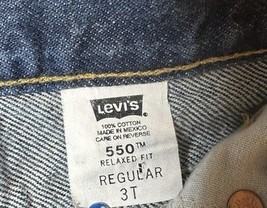 LEVI'S
100% COTTON
MADE IN MEXICO
CARE ON REVERSE
550™
RELAXED FIT
REGULAR
3T